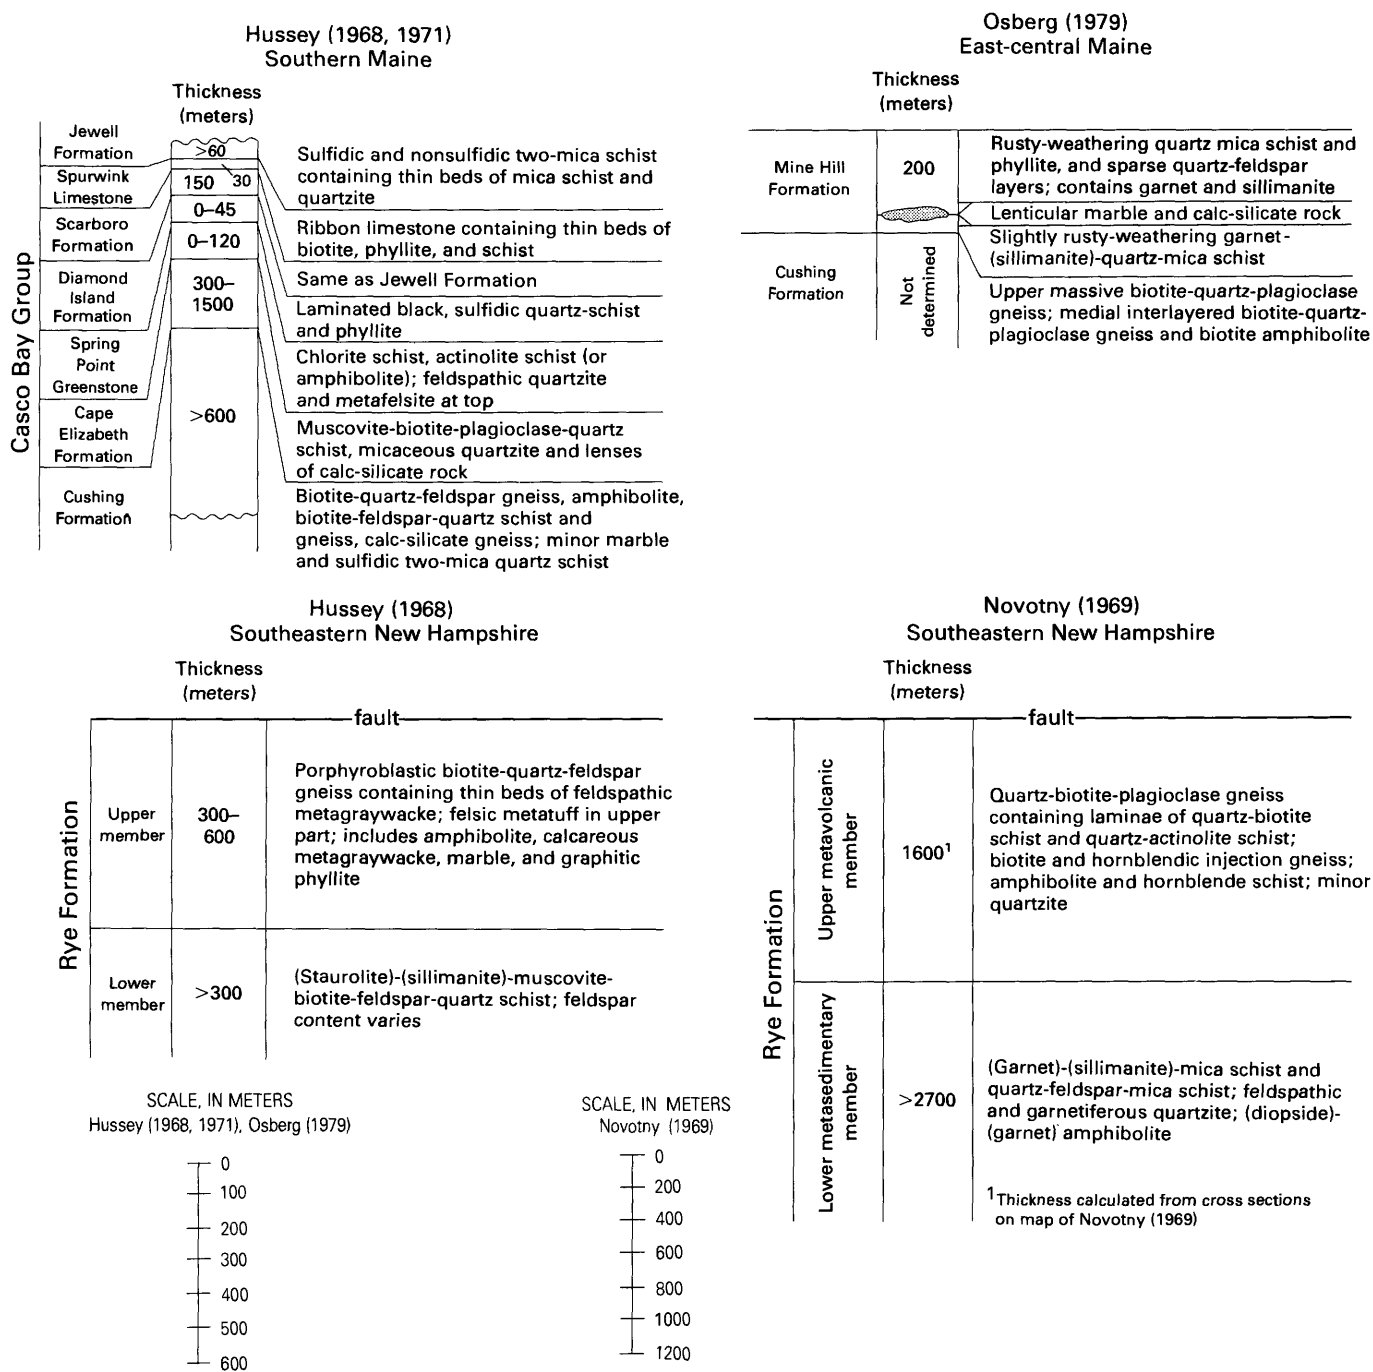 Hussey (1968, 1971)
Southern Maine
Thickness
(meters)
Casco Bay Group
Jewell
Formation
>60
Sulfidic and nonsulfidic two-mica schist
containing thin beds of mica schist and
quartzite
Spurwink
Limestone
150 30
Ribbon limestone containing thin beds of
biotite, phyllite, and schist
Scarboro
Formation
0–45
Same as Jewell Formation
Diamond
Island
Formation
0–120
Laminated black, sulfidic quartz-schist
and phyllite
Spring
Point
Greenstone
300–
1500
Chlorite schist, actinolite schist (or
amphibolite); feldspathic quartzite
and metafelsite at top
Cape
Elizabeth
Formation
>600
Muscovite-biotite-plagioclase-quartz
schist, micaceous quartzite and lenses
of calc-silicate rock
Cushing
Formation
Biotite-quartz-feldspar gneiss, amphibolite,
biotite-feldspar-quartz schist and
gneiss, calc-silicate gneiss; minor marble
and sulfidic two-mica quartz schist
Osberg (1979)
East-central Maine
Thickness
(meters)
Mine Hill
Formation
200
Rusty-weathering quartz mica schist and
phyllite, and sparse quartz-feldspar
layers; contains garnet and sillimanite
Lenticular marble and calc-silicate rock
Slightly rusty-weathering garnet-
(sillimanite)-quartz-mica schist
Cushing
Formation
Not
determined
Upper massive biotite-quartz-plagioclase
gneiss; medial interlayered biotite-quartz-
plagioclase gneiss and biotite amphibolite
Hussey (1968)
Southeastern New Hampshire
Thickness
(meters)
fault
Rye Formation
Upper
member
300–
600
Porphyroblastic biotite-quartz-feldspar
gneiss containing thin beds of feldspathic
metagraywacke; felsic metatuff in upper
part; includes amphibolite, calcareous
metagraywacke, marble, and graphitic
phyllite
Lower
member
>300
(Staurolite)-(sillimanite)-muscovite-
biotite-feldspar-quartz schist; feldspar
content varies
Novotny (1969)
Southeastern New Hampshire
Thickness
(meters)
fault
Rye Formation
Upper metavolcanic
member
1600¹
Quartz-biotite-plagioclase gneiss
containing laminae of quartz-biotite
schist and quartz-actinolite schist;
biotite and hornblendic injection gneiss;
amphibolite and hornblende schist; minor
quartzite
Lower metasedimentary
member
>2700
(Garnet)-(sillimanite)-mica schist and
quartz-feldspar-mica schist; feldspathic
and garnetiferous quartzite; (diopside)-
(garnet) amphibolite
¹Thickness calculated from cross sections
on map of Novotny (1969)
SCALE, IN METERS
Hussey (1968, 1971), Osberg (1979)
0
100
200
300
400
500
600
SCALE, IN METERS
Novotny (1969)
0
200
400
600
800
1000
1200